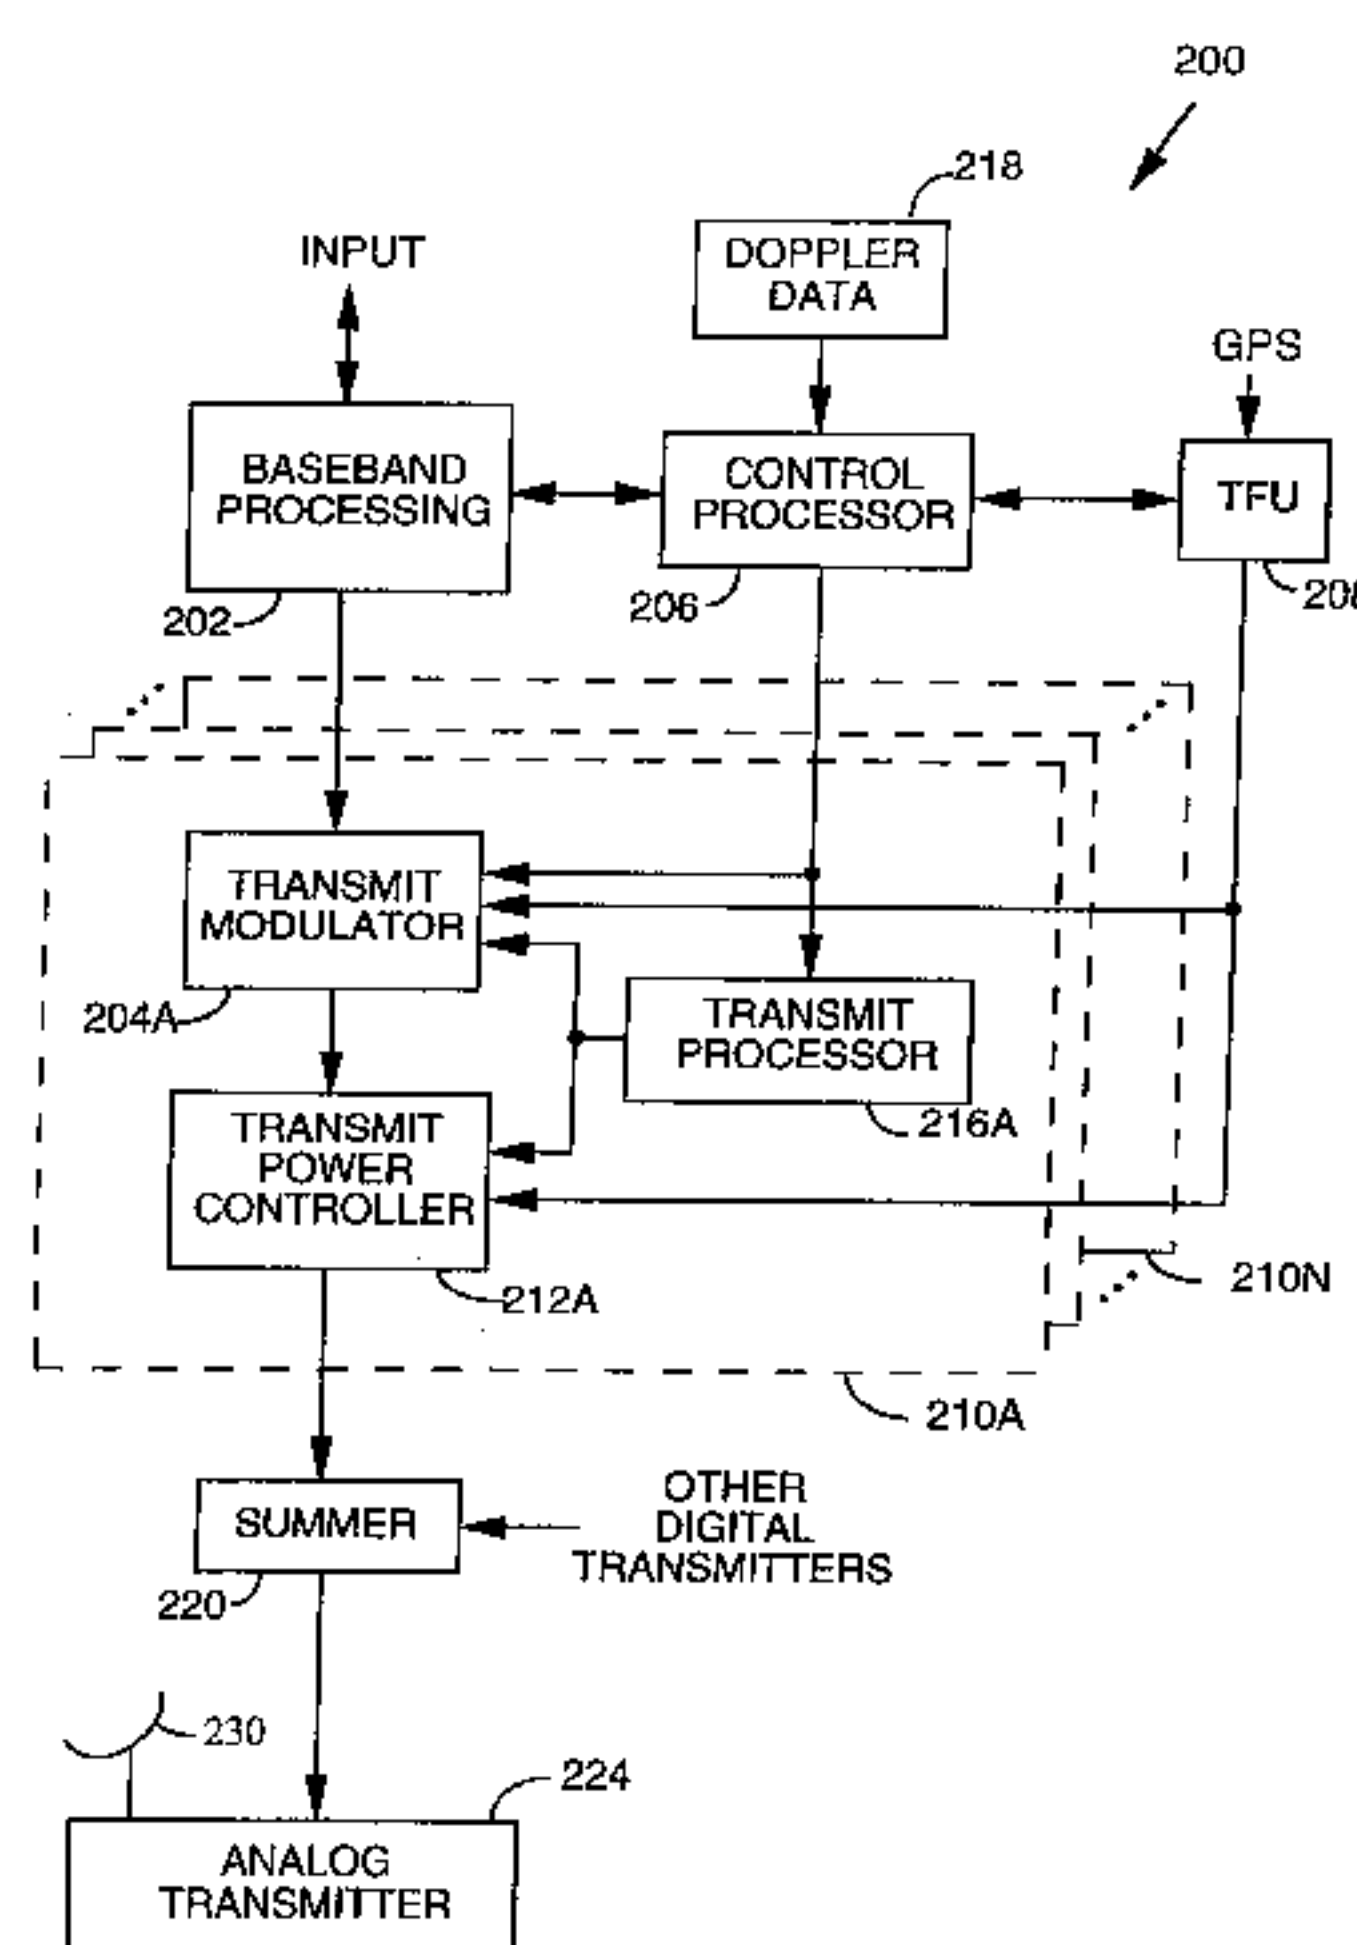 200
218
INPUT
DOPPLER
DATA
GPS
BASEBAND
PROCESSING
CONTROL
PROCESSOR
TFU
202
206
TRANSMIT
MODULATOR
204A
TRANSMIT
PROCESSOR
216A
TRANSMIT
POWER
CONTROLLER
212A
210N
210A
SUMMER
OTHER
DIGITAL
TRANSMITTERS
220
230
224
ANALOG
TRANSMITTER